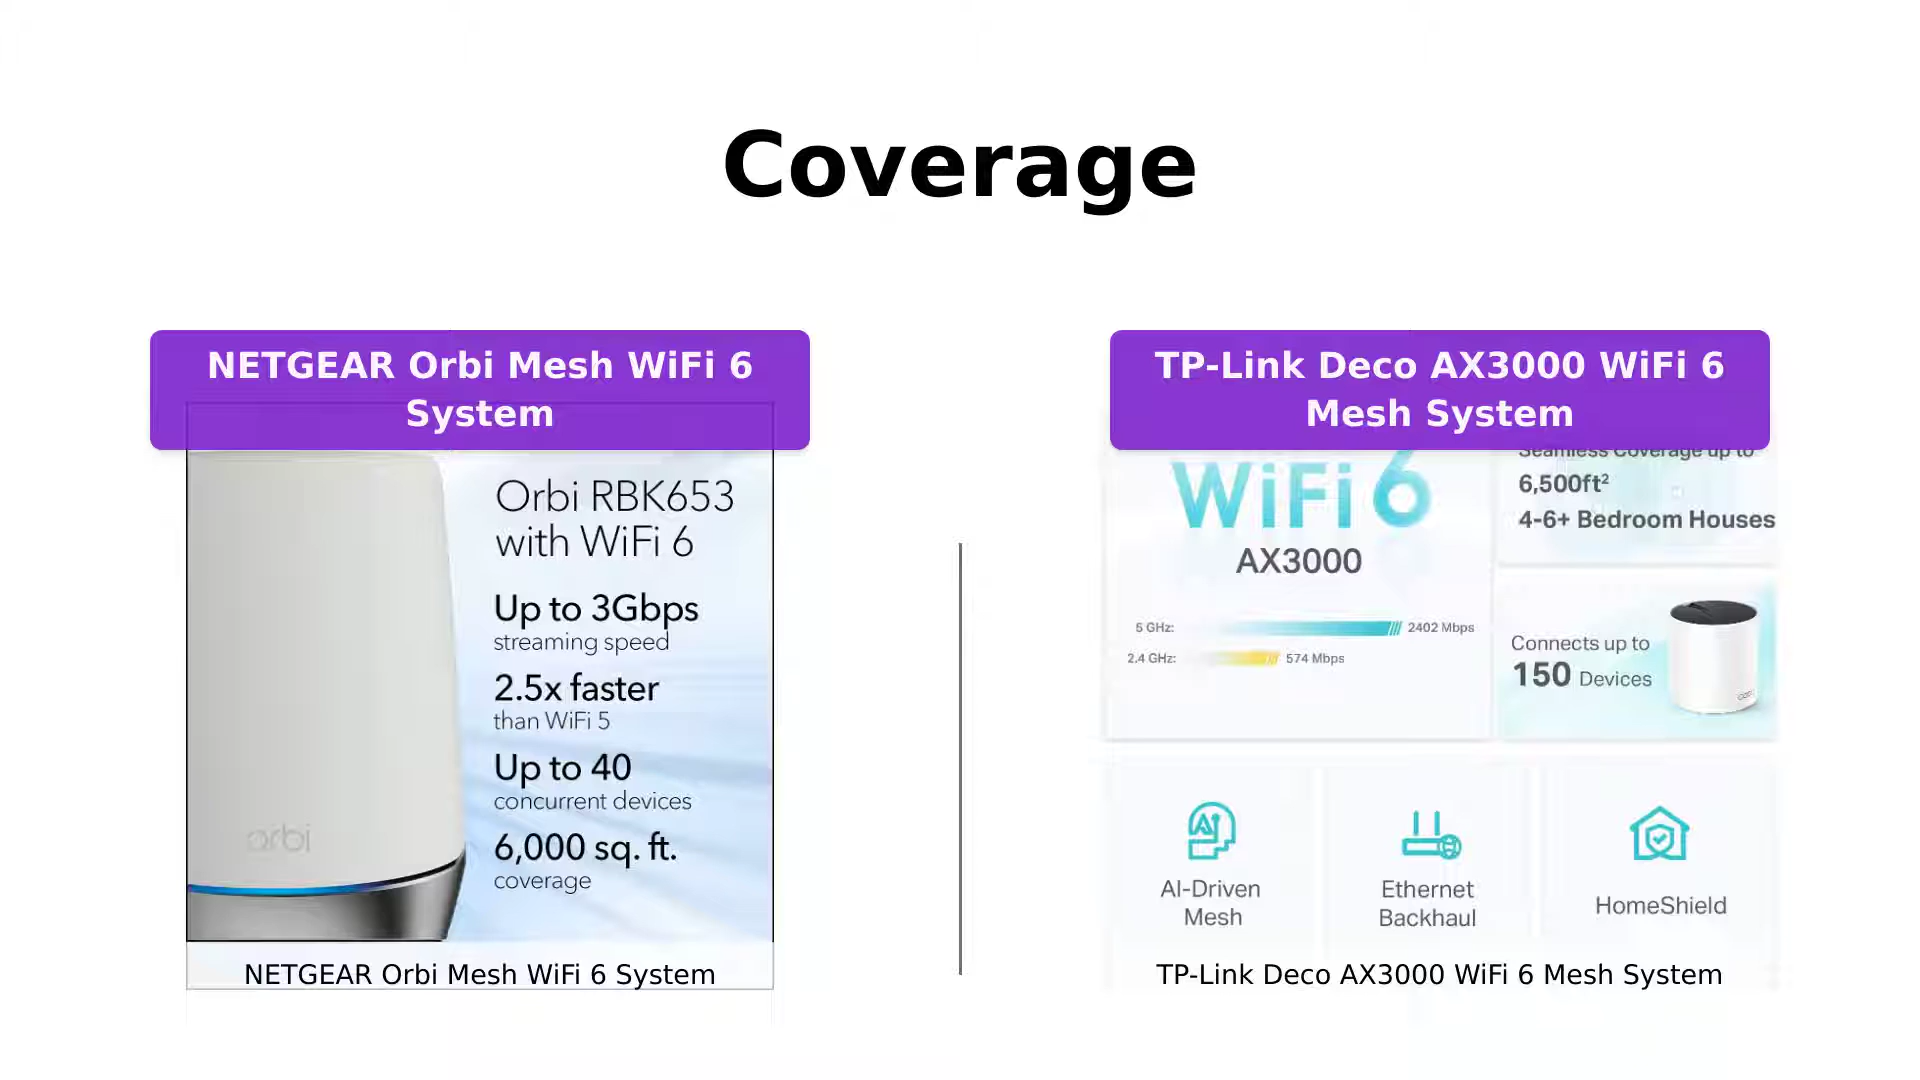 Coverage
NETGEAR Orbi Mesh WiFi 6
System
Orbi RBK653
with WiFi 6
Up to 3Gbps
streaming speed
2.5x faster
than WiFi 5
Up to 40
concurrent devices
6,000 sq. ft.
coverage
orbi
NETGEAR Orbi Mesh WiFi 6 System
TP-Link Deco AX3000 WiFi 6
Mesh System
WiFi 6
AX3000
5 GHz: 2402 Mbps
2.4 GHz: 574 Mbps
Seamless Coverage up to
6,500ft²
4-6+ Bedroom Houses
Connects up to
150 Devices
AI-Driven
Mesh
Ethernet
Backhaul
HomeShield
TP-Link Deco AX3000 WiFi 6 Mesh System